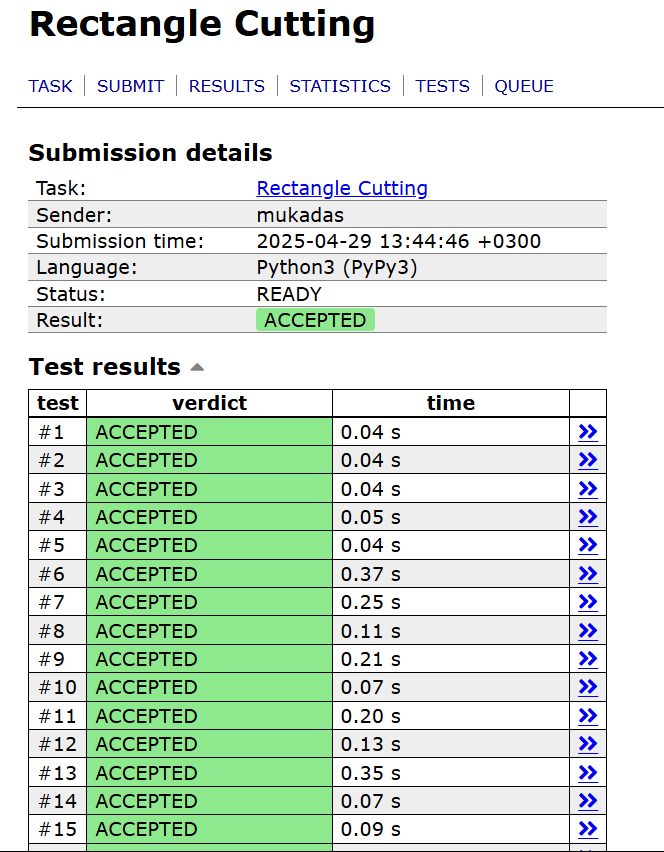 Rectangle Cutting
TASK | SUBMIT | RESULTS | STATISTICS | TESTS | QUEUE
Submission details
Task: Rectangle Cutting
Sender: mukadas
Submission time: 2025-04-29 13:44:46 +0300
Language: Python3 (PyPy3)
Status: READY
Result: ACCEPTED
Test results
test verdict time
#1 ACCEPTED 0.04 s
#2 ACCEPTED 0.04 s
#3 ACCEPTED 0.04 s
#4 ACCEPTED 0.05 s
#5 ACCEPTED 0.04 s
#6 ACCEPTED 0.37 s
#7 ACCEPTED 0.25 s
#8 ACCEPTED 0.11 s
#9 ACCEPTED 0.21 s
#10 ACCEPTED 0.07 s
#11 ACCEPTED 0.20 s
#12 ACCEPTED 0.13 s
#13 ACCEPTED 0.35 s
#14 ACCEPTED 0.07 s
#15 ACCEPTED 0.09 s